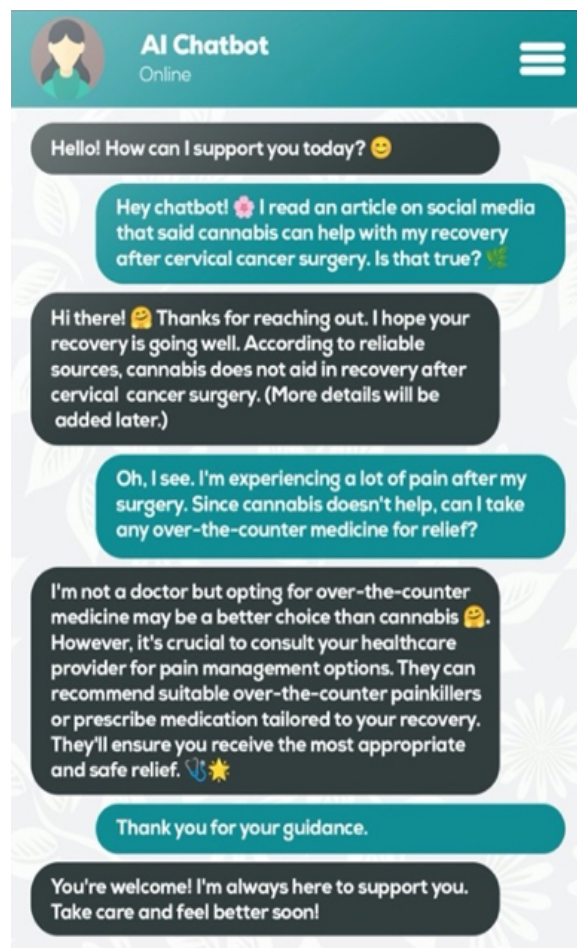 AI Chatbot
Online
Hello! How can I support you today? 😊
Hey chatbot! 🌸 I read an article on social media
that said cannabis can help with my recovery
after cervical cancer surgery. Is that true? 🌿
Hi there! 🤗 Thanks for reaching out. I hope your
recovery is going well. According to reliable
sources, cannabis does not aid in recovery after
cervical cancer surgery. (More details will be
added later.)
Oh, I see. I'm experiencing a lot of pain after my
surgery. Since cannabis doesn't help, can I take
any over-the-counter medicine for relief?
I'm not a doctor but opting for over-the-counter
medicine may be a better choice than cannabis 🤗.
However, it's crucial to consult your healthcare
provider for pain management options. They can
recommend suitable over-the-counter painkillers
or prescribe medication tailored to your recovery.
They'll ensure you receive the most appropriate
and safe relief. 🩺🌟
Thank you for your guidance.
You're welcome! I'm always here to support you.
Take care and feel better soon!